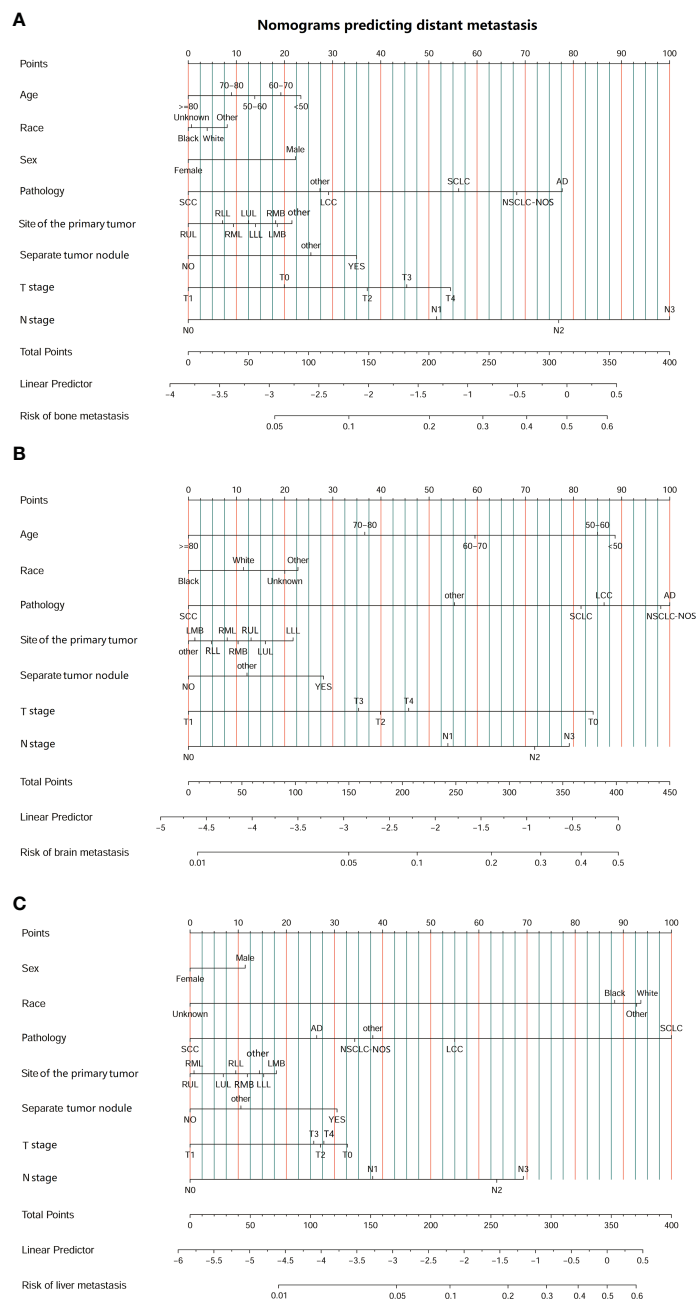 A
Nomograms predicting distant metastasis
0 10 20 30 40 50 60 70 80 90 100
Points
70−80 60−70
Age
>=80 50−60 <50
Unknown Other
Race
Black White
Male
Sex
Female
Pathology
other SCLC AD
SCC LCC NSCLC-NOS
RLL LUL RMB other
Site of the primary tumor
RUL RML LLL LMB
other
Separate tumor nodule
NO YES
T0 T3
T stage
T1 T2 T4
N1 N3
N stage
N0 N2
Total Points
0 50 100 150 200 250 300 350 400
Linear Predictor
−4 −3.5 −3 −2.5 −2 −1.5 −1 −0.5 0 0.5
Risk of bone metastasis
0.05 0.1 0.2 0.3 0.4 0.5 0.6
B
0 10 20 30 40 50 60 70 80 90 100
Points
70−80 50−60
Age
>=80 60−70 <50
White Other
Race
Black Unknown
other LCC AD
Pathology
SCC SCLC NSCLC-NOS
LMB RML RUL LLL
Site of the primary tumor
other RLL RMB LUL
other
Separate tumor nodule
NO YES
T3 T4
T stage
T1 T2 T0
N1 N3
N stage
N0 N2
Total Points
0 50 100 150 200 250 300 350 400 450
Linear Predictor
−5 −4.5 −4 −3.5 −3 −2.5 −2 −1.5 −1 −0.5 0
Risk of brain metastasis
0.01 0.05 0.1 0.2 0.3 0.4 0.5
C
0 10 20 30 40 50 60 70 80 90 100
Points
Male
Sex
Female
Black White
Race
Unknown Other
AD other SCLC
Pathology
SCC NSCLC-NOS LCC
RML RLL other LMB
Site of the primary tumor
RUL LUL RMB LLL
other
Separate tumor nodule
NO YES
T3 T4
T stage
T1 T2 T0
N1 N3
N stage
N0 N2
Total Points
0 50 100 150 200 250 300 350 400
Linear Predictor
−6 −5.5 −5 −4.5 −4 −3.5 −3 −2.5 −2 −1.5 −1 −0.5 0 0.5
Risk of liver metastasis
0.01 0.05 0.1 0.2 0.3 0.4 0.5 0.6